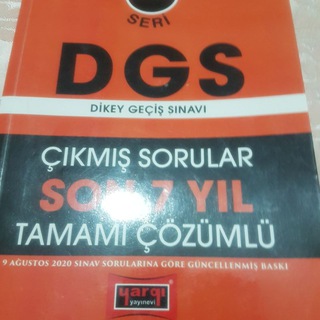 SERİ
DGS
DİKEY GEÇİŞ SINAVI
ÇIKMIŞ SORULAR
SON 7 YIL
TAMAMI ÇÖZÜMLÜ
9 AĞUSTOS 2020 SINAV SORULARINA GÖRE GÜNCELLENMİŞ BASKI
yargı
yayınevi